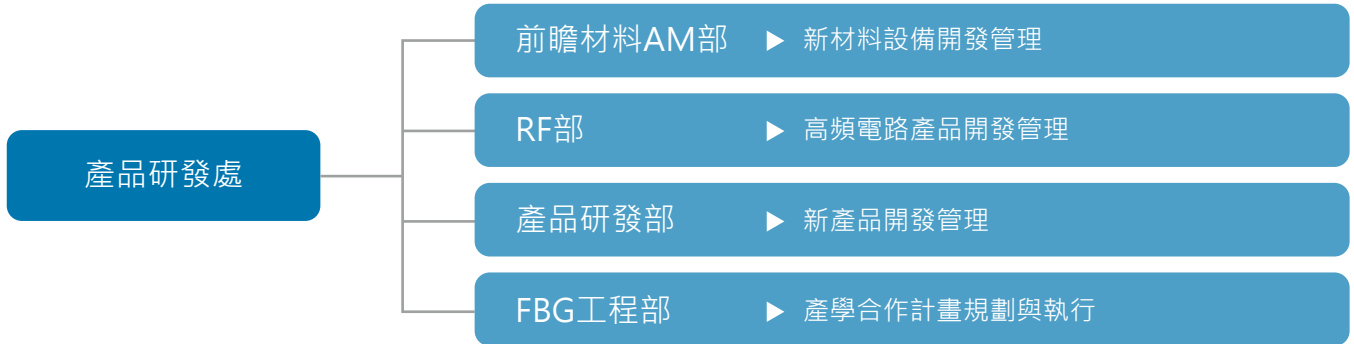 前瞻材料AM部 ▶ 新材料設備開發管理
RF部 ▶ 高頻電路產品開發管理
產品研發處
產品研發部 ▶ 新產品開發管理
FBG工程部 ▶ 產學合作計畫規劃與執行